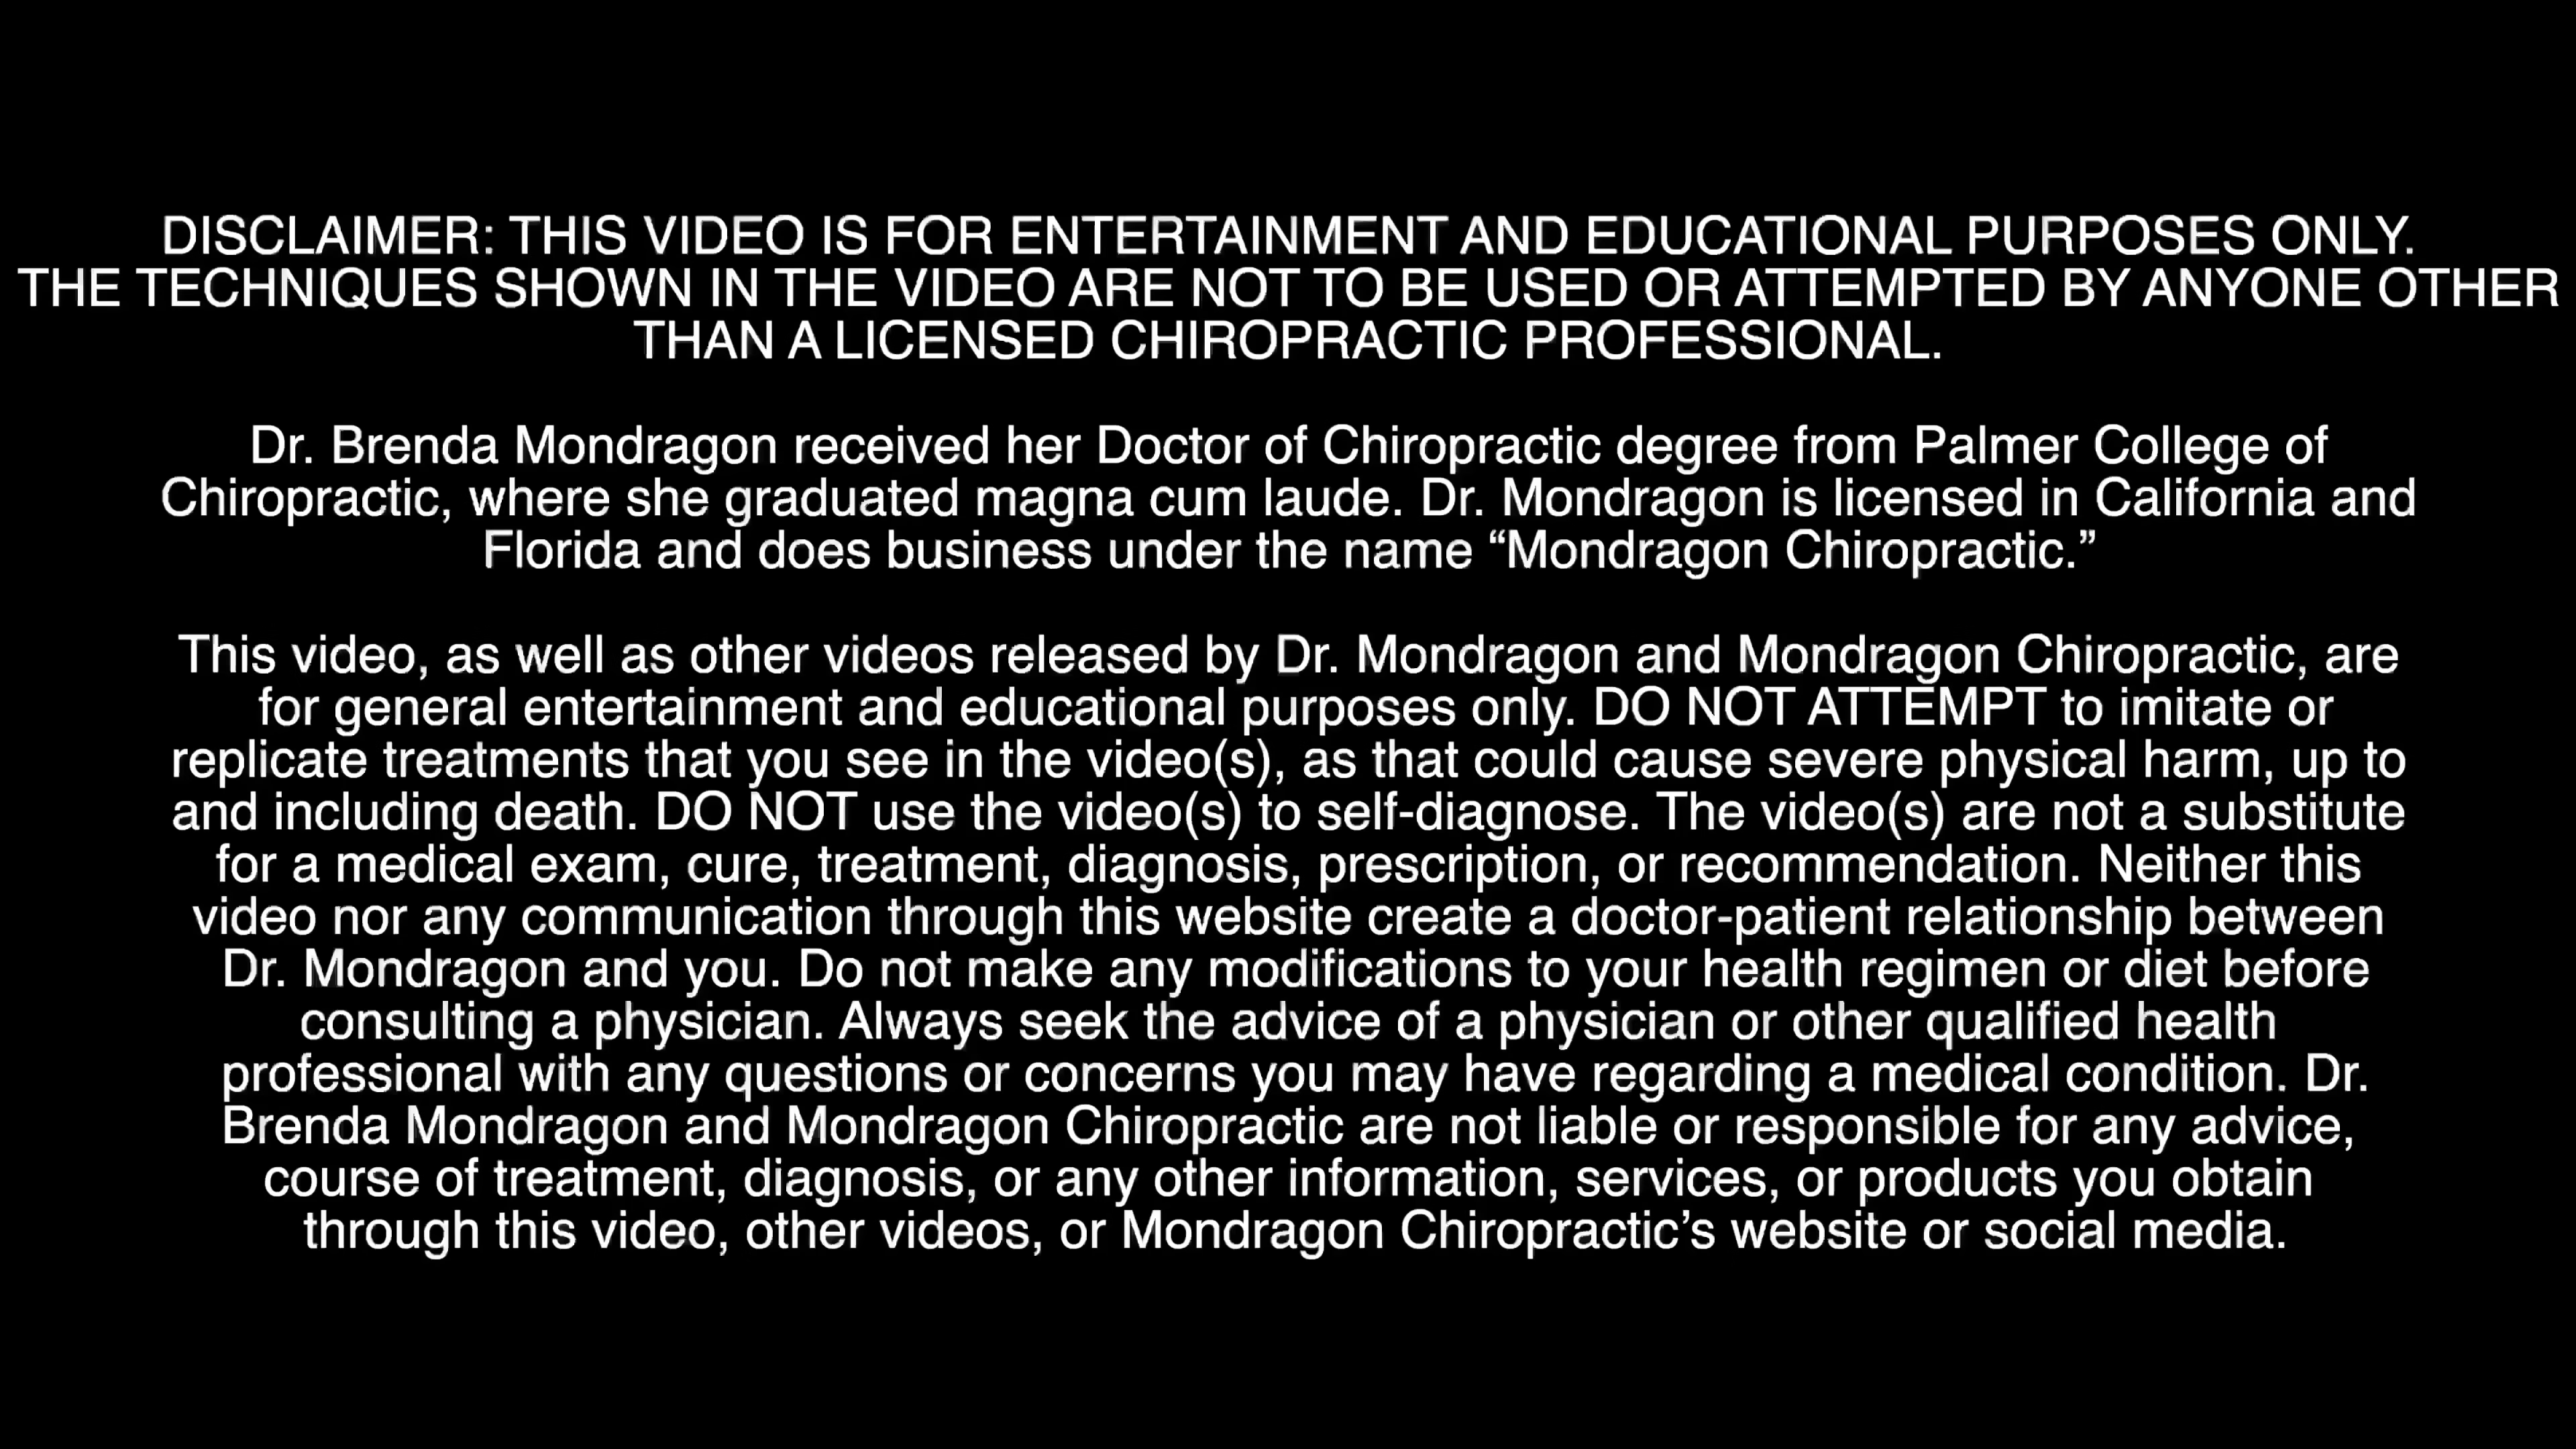 DISCLAIMER: THIS VIDEO IS FOR ENTERTAINMENT AND EDUCATIONAL PURPOSES ONLY.
THE TECHNIQUES SHOWN IN THE VIDEO ARE NOT TO BE USED OR ATTEMPTED BY ANYONE OTHER
THAN A LICENSED CHIROPRACTIC PROFESSIONAL.
Dr. Brenda Mondragon received her Doctor of Chiropractic degree from Palmer College of
Chiropractic, where she graduated magna cum laude. Dr. Mondragon is licensed in California and
Florida and does business under the name “Mondragon Chiropractic.”
This video, as well as other videos released by Dr. Mondragon and Mondragon Chiropractic, are
for general entertainment and educational purposes only. DO NOT ATTEMPT to imitate or
replicate treatments that you see in the video(s), as that could cause severe physical harm, up to
and including death. DO NOT use the video(s) to self-diagnose. The video(s) are not a substitute
for a medical exam, cure, treatment, diagnosis, prescription, or recommendation. Neither this
video nor any communication through this website create a doctor-patient relationship between
Dr. Mondragon and you. Do not make any modifications to your health regimen or diet before
consulting a physician. Always seek the advice of a physician or other qualified health
professional with any questions or concerns you may have regarding a medical condition. Dr.
Brenda Mondragon and Mondragon Chiropractic are not liable or responsible for any advice,
course of treatment, diagnosis, or any other information, services, or products you obtain
through this video, other videos, or Mondragon Chiropractic’s website or social media.